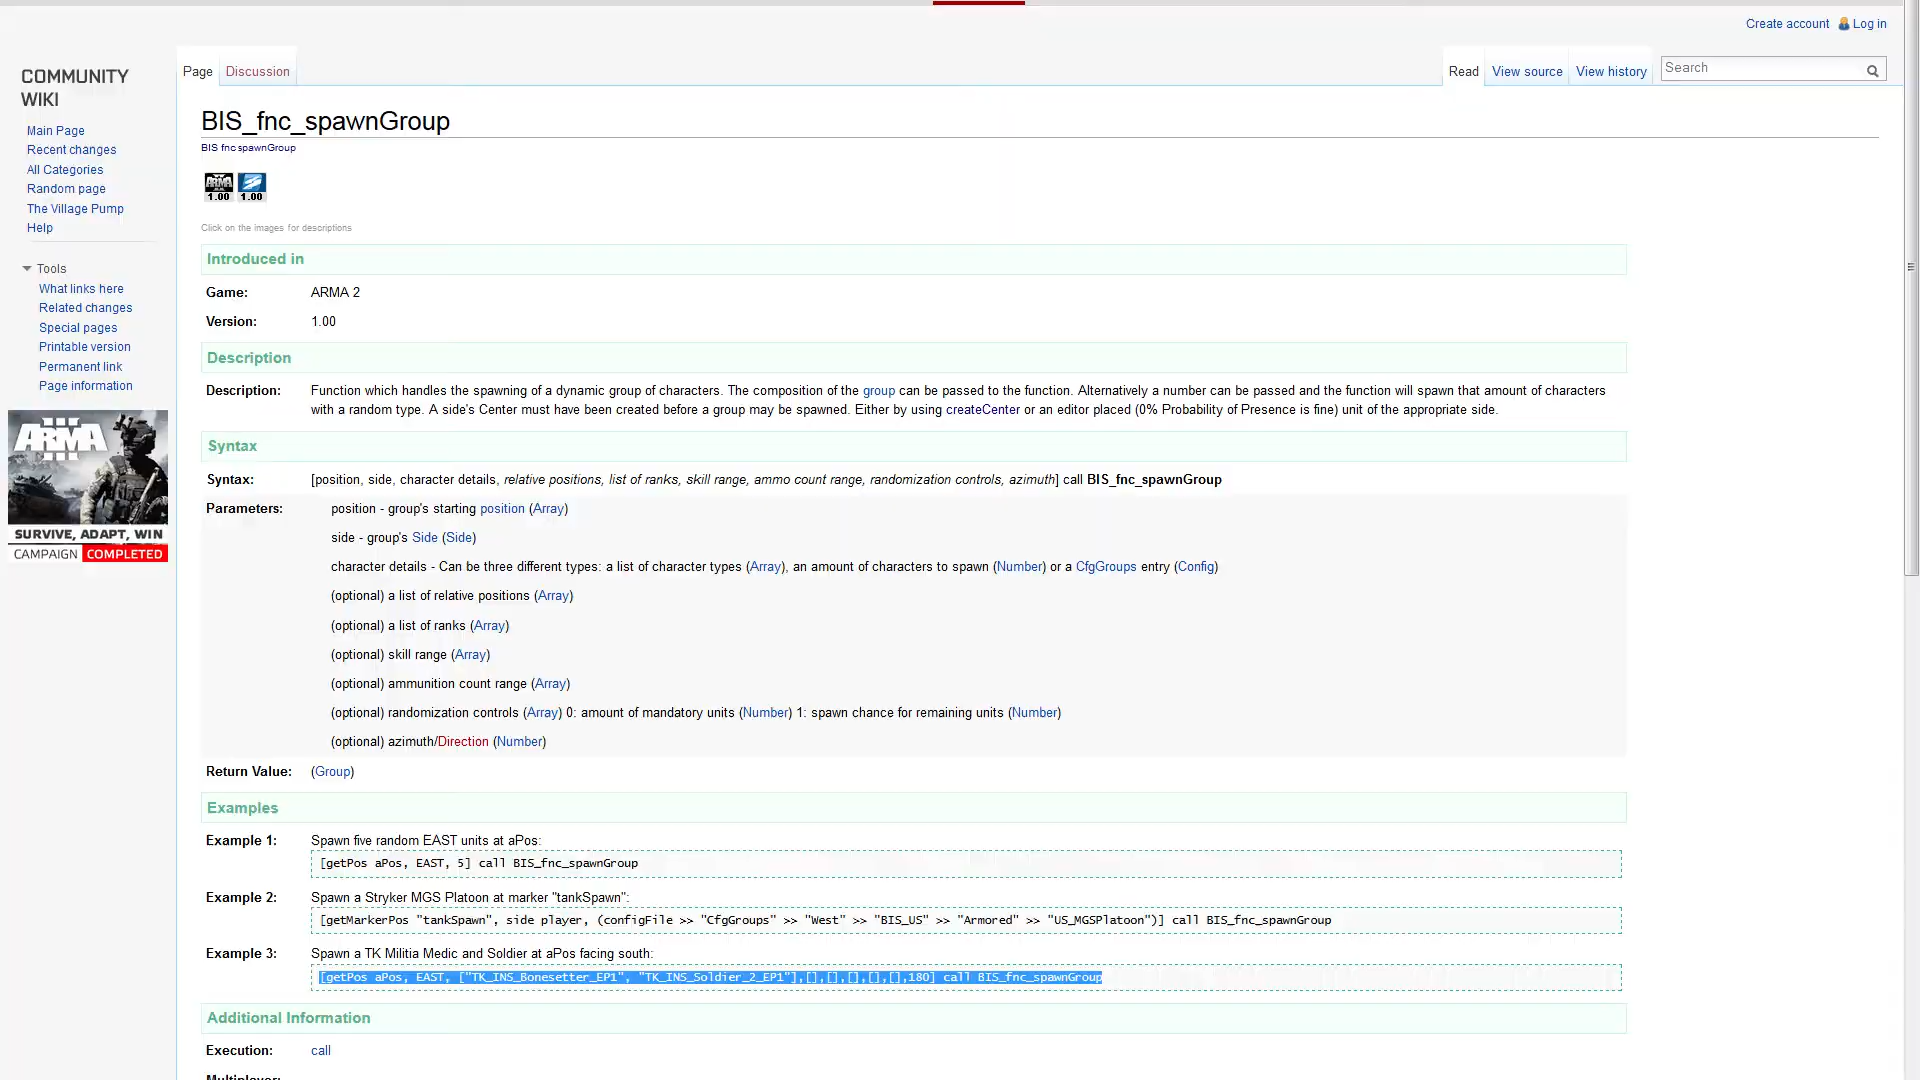 Create account Log in
COMMUNITY
WIKI
Main Page
Recent changes
All Categories
Random page
The Village Pump
Help
Tools
What links here
Related changes
Special pages
Printable version
Permanent link
Page information
ARMA III
SURVIVE, ADAPT, WIN
CAMPAIGN COMPLETED
Page Discussion
Read View source View history Search
BIS_fnc_spawnGroup
BIS fnc spawnGroup
ARMA II
1.00 1.00
Click on the images for descriptions
Introduced in
Game: ARMA 2
Version: 1.00
Description
Description: Function which handles the spawning of a dynamic group of characters. The composition of the group can be passed to the function. Alternatively a number can be passed and the function will spawn that amount of characters
with a random type. A side's Center must have been created before a group may be spawned. Either by using createCenter or an editor placed (0% Probability of Presence is fine) unit of the appropriate side.
Syntax
Syntax: [position, side, character details, relative positions, list of ranks, skill range, ammo count range, randomization controls, azimuth] call BIS_fnc_spawnGroup
Parameters: position - group's starting position (Array)
side - group's Side (Side)
character details - Can be three different types: a list of character types (Array), an amount of characters to spawn (Number) or a CfgGroups entry (Config)
(optional) a list of relative positions (Array)
(optional) a list of ranks (Array)
(optional) skill range (Array)
(optional) ammunition count range (Array)
(optional) randomization controls (Array) 0: amount of mandatory units (Number) 1: spawn chance for remaining units (Number)
(optional) azimuth/Direction (Number)
Return Value: (Group)
Examples
Example 1: Spawn five random EAST units at aPos:
[getPos aPos, EAST, 5] call BIS_fnc_spawnGroup
Example 2: Spawn a Stryker MGS Platoon at marker "tankSpawn":
[getMarkerPos "tankSpawn", side player, (configFile >> "CfgGroups" >> "West" >> "BIS_US" >> "Armored" >> "US_MGSPlatoon")] call BIS_fnc_spawnGroup
Example 3: Spawn a TK Militia Medic and Soldier at aPos facing south:
[getPos aPos, EAST, ["TK_INS_Bonesetter_EP1", "TK_INS_Soldier_2_EP1"],[],[],[],[],[],180] call BIS_fnc_spawnGroup
Additional Information
Execution: call
Multiplayer: